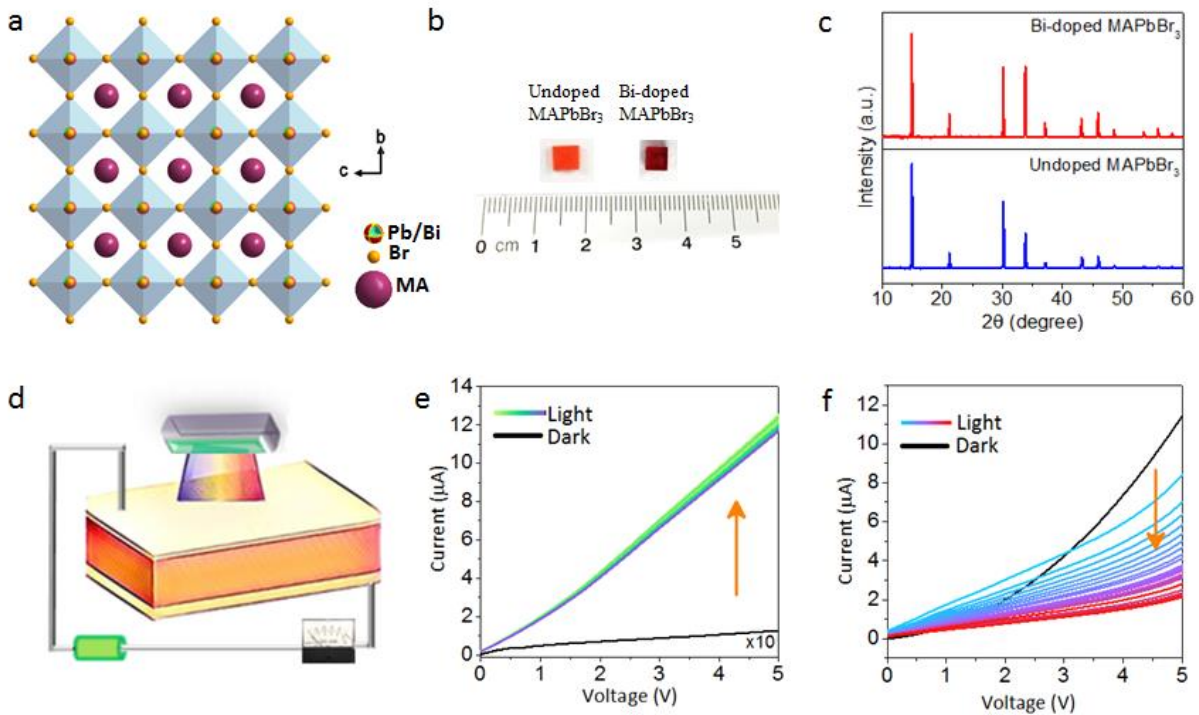 a
c
b
Pb/Bi
Br
MA
b
Undoped
MAPbBr₃
Bi-doped
MAPbBr₃
0 cm 1 2 3 4 5
c
Intensity (a.u.)
Bi-doped MAPbBr₃
Undoped MAPbBr₃
10 20 30 40 50 60
2θ (degree)
d
e
Current (μA)
14
12
10
8
6
4
2
0
Light
Dark
x10
0 1 2 3 4 5
Voltage (V)
f
Current (μA)
12
10
8
6
4
2
0
Light
Dark
0 1 2 3 4 5
Voltage (V)